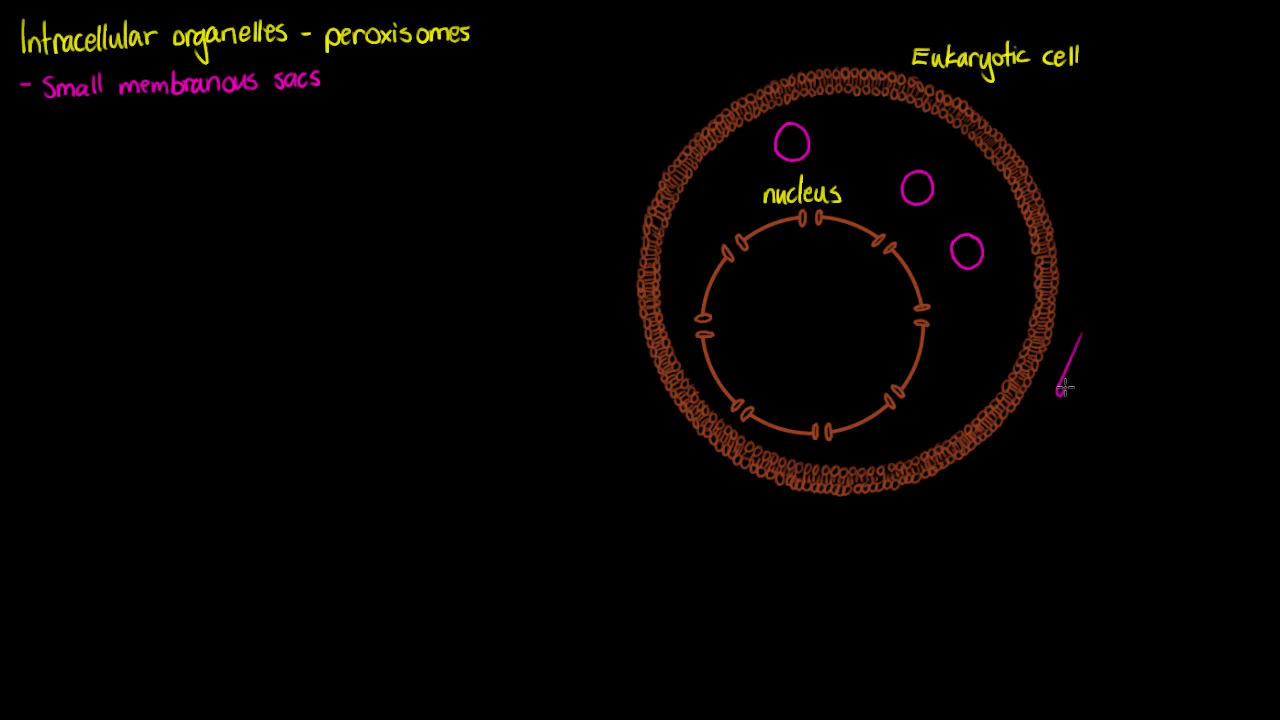 Intracellular organelles - peroxisomes
- Small membranous sacs
Eukaryotic cell
nucleus